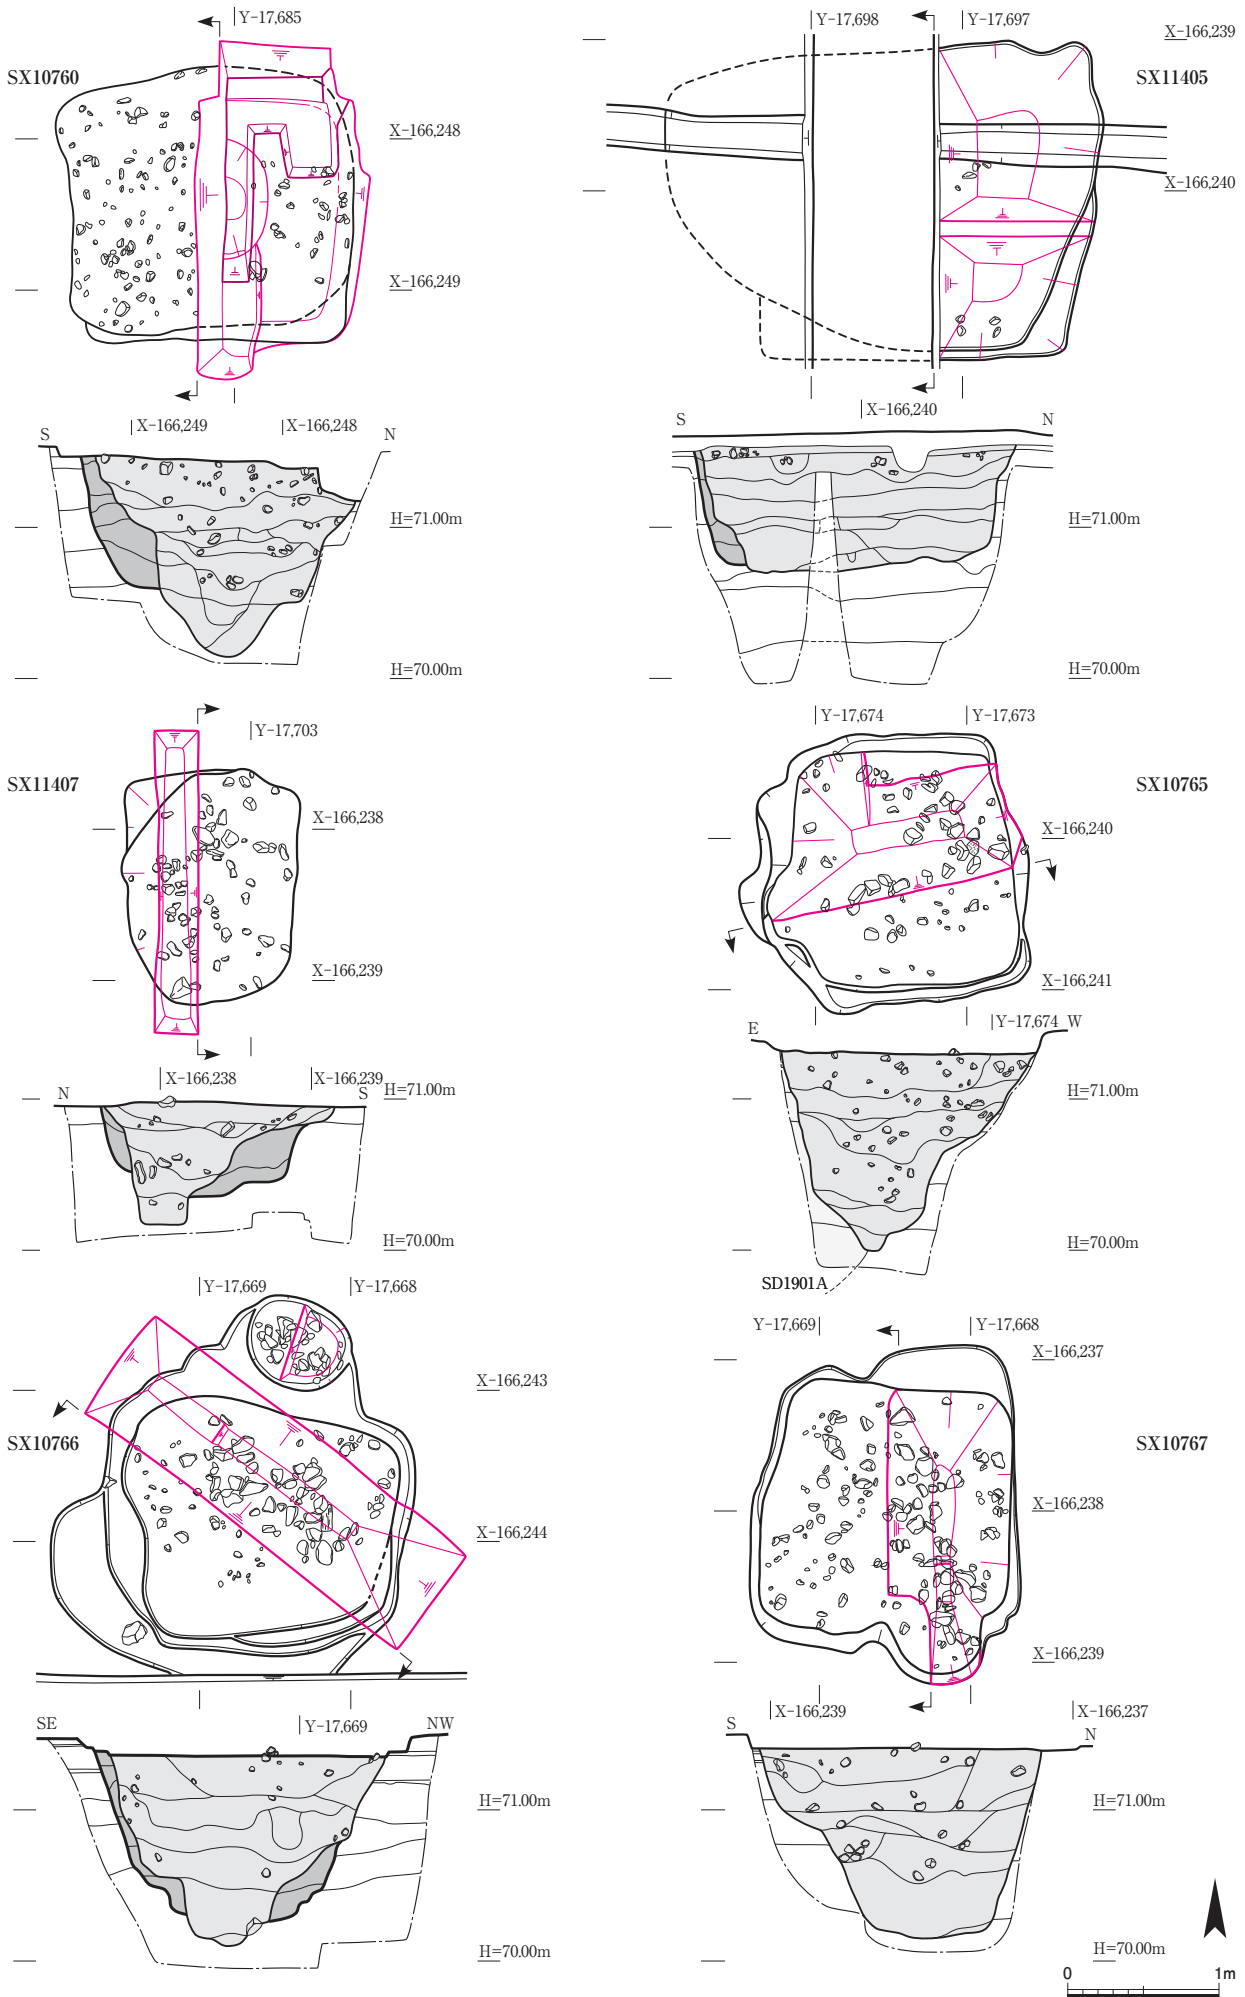 Y-17,685
SX10760
X-166,248
X-166,249
S
X-166,249
X-166,248
N
H=71.00m
H=70.00m
Y-17,698
Y-17,697
X-166,239
SX11405
X-166,240
S
X-166,240
N
H=71.00m
H=70.00m
Y-17,703
SX11407
X-166,238
X-166,239
N
X-166,238
X-166,239
S
H=71.00m
H=70.00m
Y-17,674
Y-17,673
SX10765
X-166,240
X-166,241
E
Y-17,674
W
H=71.00m
H=70.00m
SD1901A
Y-17,669
Y-17,668
X-166,243
SX10766
X-166,244
SE
Y-17,669
NW
H=71.00m
H=70.00m
Y-17,669
Y-17,668
X-166,237
SX10767
X-166,238
X-166,239
S
X-166,239
X-166,237
N
H=71.00m
H=70.00m
0
1m